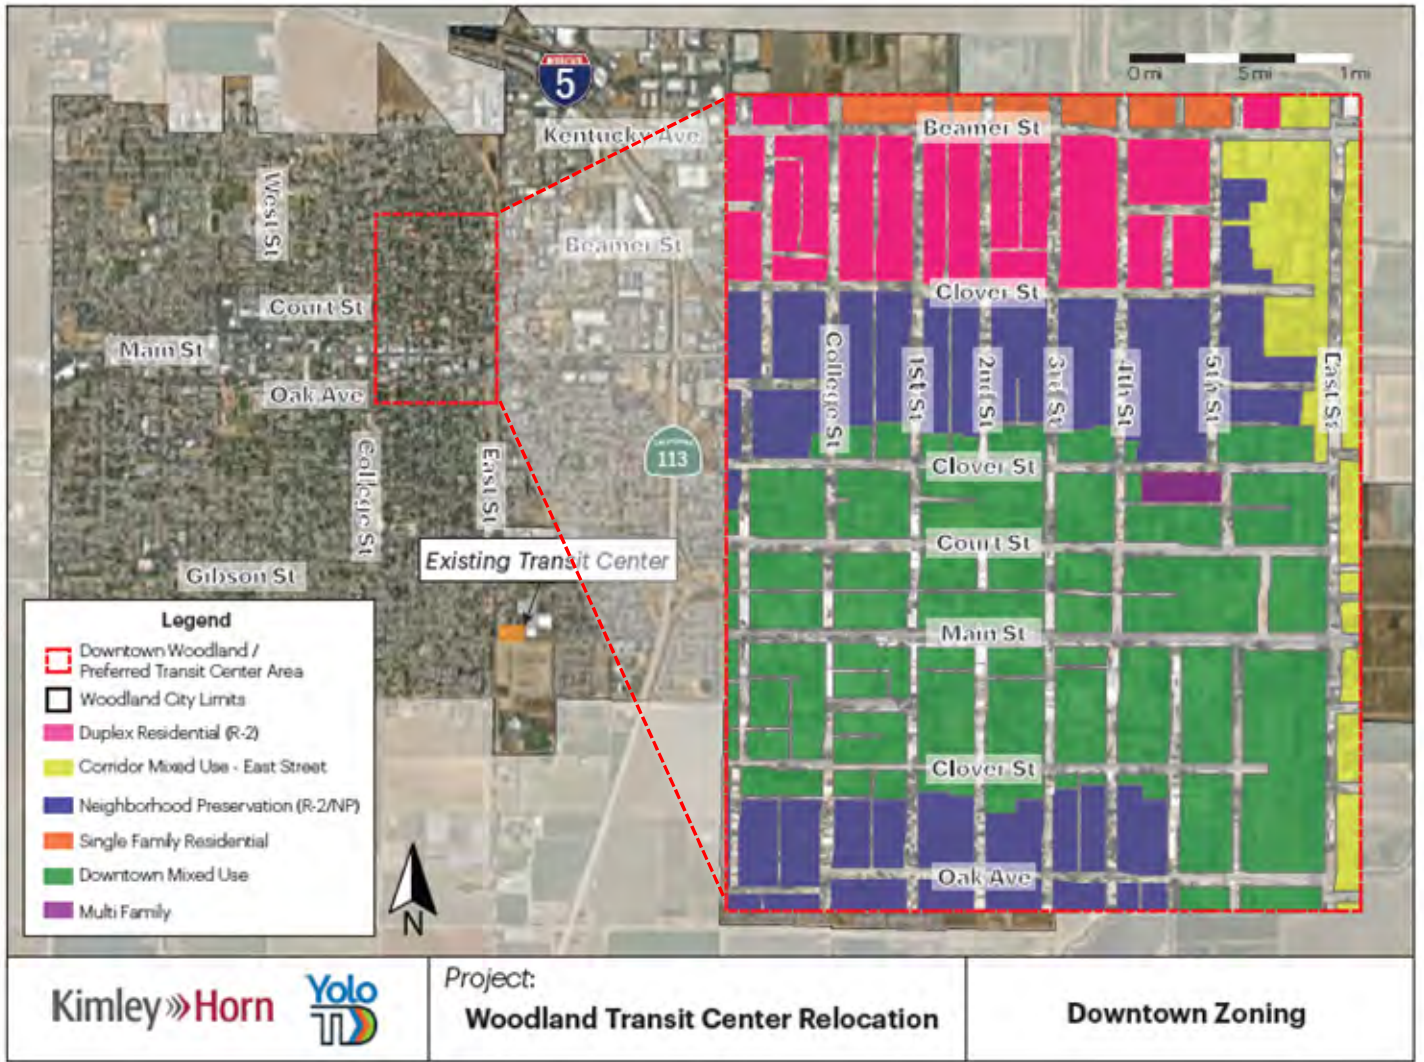 INTERSTATE
5
0 mi
.5 mi
1 mi
Kentucky Ave
Beamer St
West St
Court St
Main St
Oak Ave
College St
East St
Gibson St
CALIFORNIA
113
Existing Transit Center
Beamer St
Clover St
College St
1st St
2nd St
3rd St
4th St
5th St
East St
Clover St
Court St
Main St
Clover St
Oak Ave
Legend
Downtown Woodland /
Preferred Transit Center Area
Woodland City Limits
Duplex Residential (R-2)
Corridor Mixed Use - East Street
Neighborhood Preservation (R-2/NP)
Single Family Residential
Downtown Mixed Use
Multi Family
N
Kimley»Horn
Yolo
TD
Project:
Woodland Transit Center Relocation
Downtown Zoning